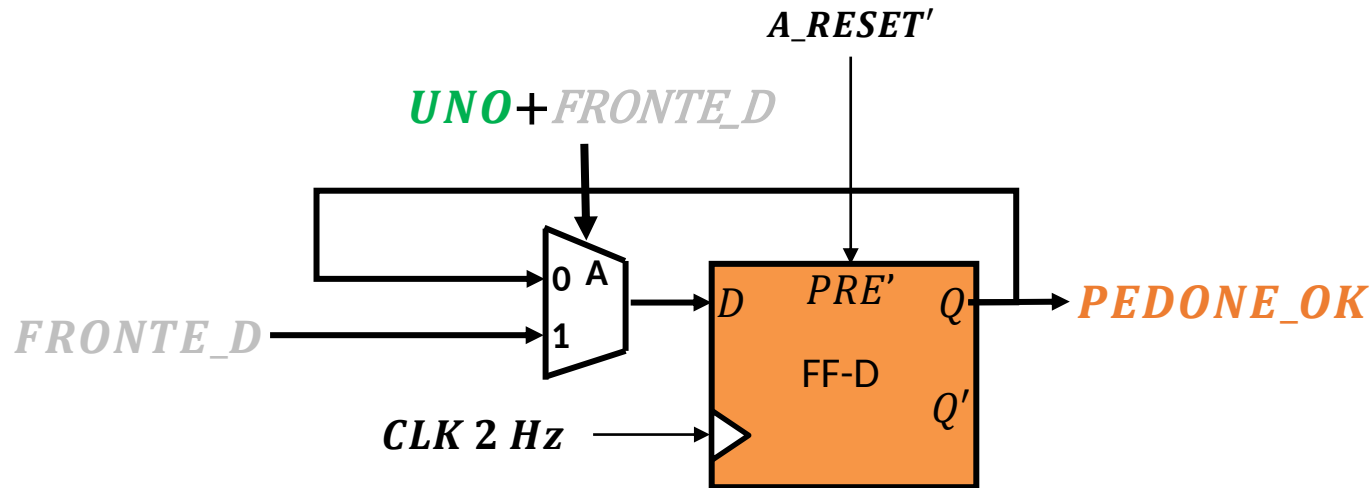 A_RESET'
UNO+FRONTE_D
0 A
1
FRONTE_D
D PRE' Q
PEDONE_OK
FF-D
Q'
CLK 2 Hz